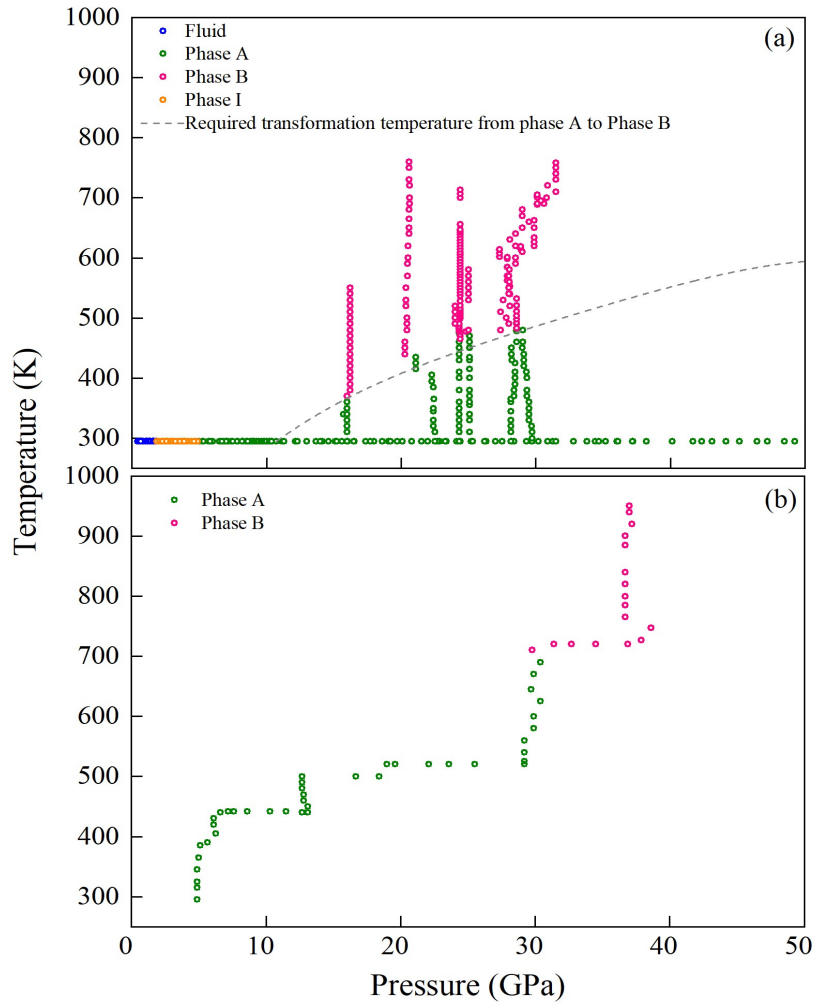 1000
(a)
Fluid
Phase A
900
Phase B
Phase I
Required transformation temperature from phase A to Phase B
800
700
600
500
400
300
1000
(b)
Phase A
Phase B
900
800
700
600
500
400
300
0 10 20 30 40 50
Temperature (K)
Pressure (GPa)